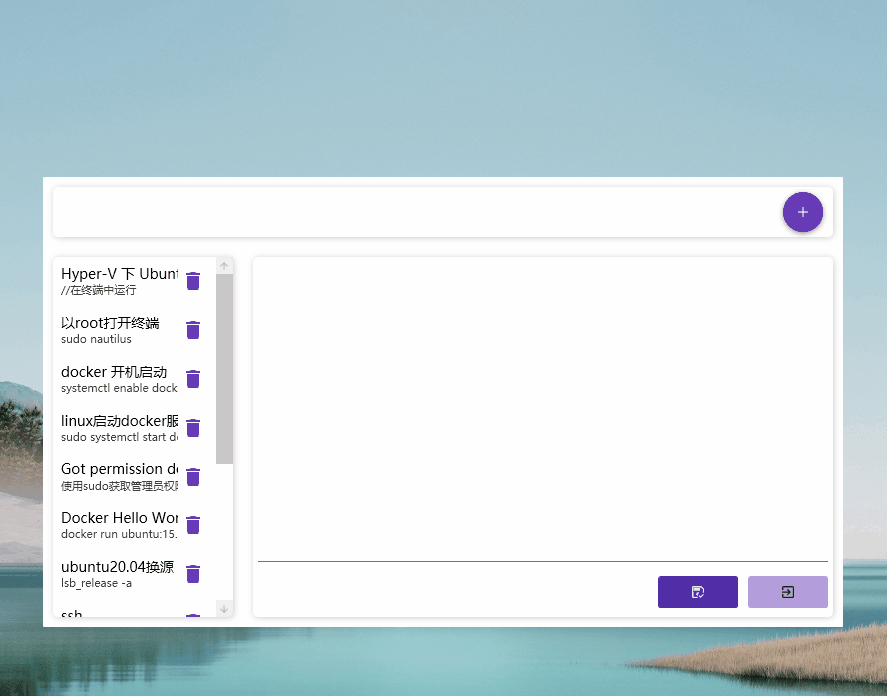 Hyper-V 下 Ubunt
//在终端中运行
以root打开终端
sudo nautilus
docker 开机启动
systemctl enable dock
linux启动docker服
sudo systemctl start d
Got permission de
使用sudo获取管理员权
Docker Hello Wor
docker run ubuntu:15.
ubuntu20.04换源
lsb_release -a
ssh